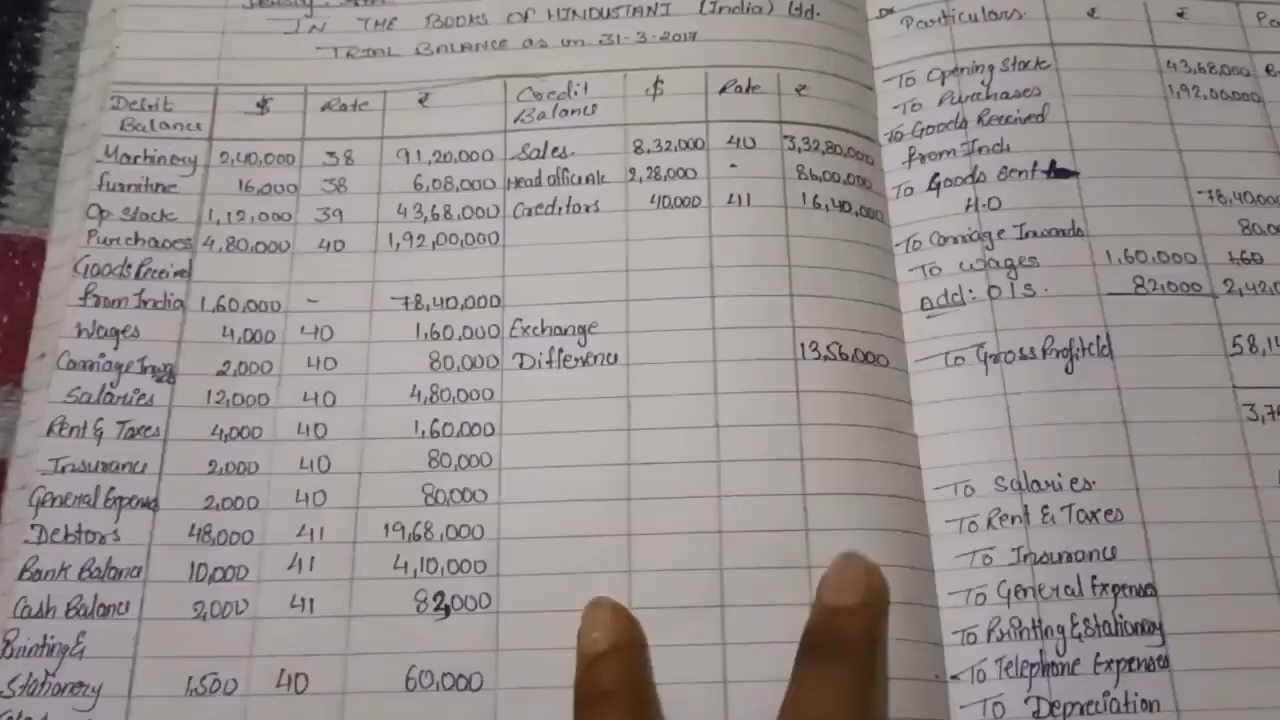 IN THE BOOKS OF HINDUSTANI (India) Ltd.
TRIAL BALANCE as on 31-3-2017
Debit Balance $ Rate ₹ Credit Balance $ Rate ₹
Machinery 2,40,000 38 91,20,000 Sales. 8,32,000 40 3,32,80,000
furniture 16,000 38 6,08,000 Head office 2,28,000 - 86,00,000
Op Stock 1,12,000 39 43,68,000 Creditors 40,000 41 16,40,000
Purchases 4,80,000 40 1,92,00,000
Goods Received
from India 1,60,000 - 78,40,000
Wages 4,000 40 1,60,000 Exchange
Carriage 2,000 40 80,000 Difference 13,56,000
Salaries 12,000 40 4,80,000
Rent & Taxes 4,000 40 1,60,000
Insurance 2,000 40 80,000
General Expenses 2,000 40 80,000
Debtors 48,000 41 19,68,000
Bank Balance 10,000 41 4,10,000
Cash Balance 2,000 41 82,000
Printing &
Stationery 1,500 40 60,000
Dr
Particulars. ₹ ₹
To Opening Stock 43,68,000
To Purchases 1,92,00,000
To Goods Received
from Ind.
To Goods Sent
H.O 78,40,000
To Carriage Inwards
To Wages 1,60,000
Add: O/S. 82,000
To Gross Profit c/d
To Salaries.
To Rent & Taxes
To Insurance
To General Expenses
To Printing & Stationery
To Telephone Expenses
To Depreciation